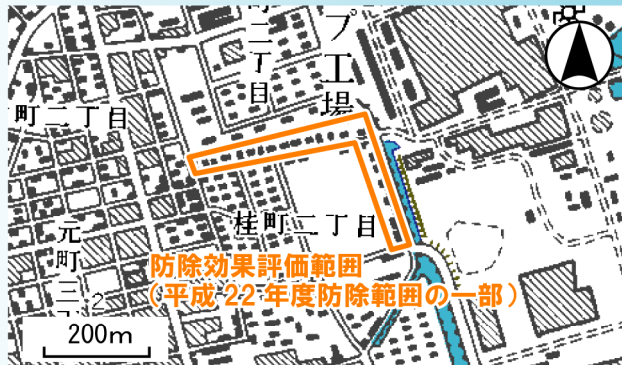 二丁目
プ工場
町二丁目
桂町二丁目
元町三
2
防除効果評価範囲
(平成22年度防除範囲の一部)
200m